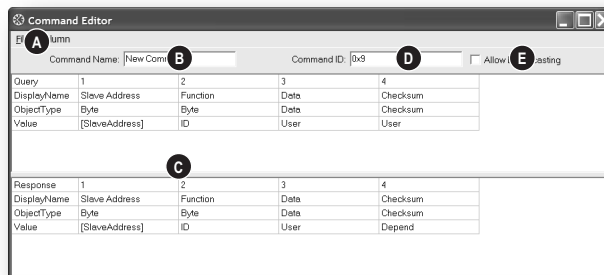 Command Editor
Column
A
Command Name: New Com
B
Command ID: 0x9
D
Allow
E
Query 1 2 3 4
DisplayName Slave Address Function Data Checksum
ObjectType Byte Byte Data Checksum
Value [SlaveAddress] ID User User
C
Response 1 2 3 4
DisplayName Slave Address Function Data Checksum
ObjectType Byte Byte Data Checksum
Value [SlaveAddress] ID User Depend